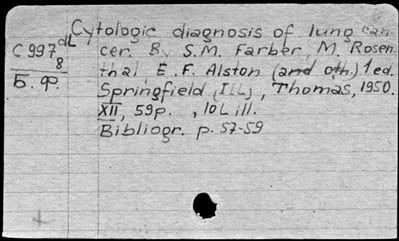 Cytologic diagnosis of lung can-
cer. By S.M. Farber, M. Rosen-
thal, E.F. Alston (and oth.) 1 ed.
Springfield (ILL), Thomas, 1950.
XII, 59p., 10 L ill.
Bibliogr. p. 57-59
C 997 dL
8
Б. ф.